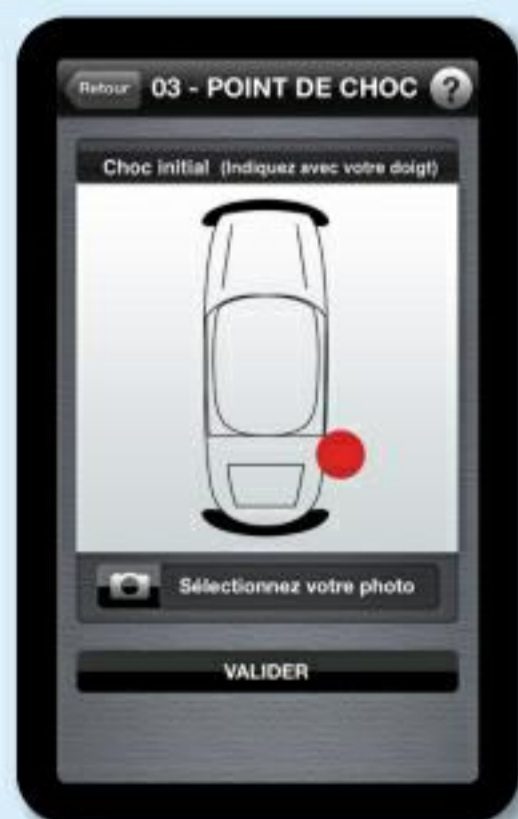 Retour 03 - POINT DE CHOC ?
Choc initial (Indiquez avec votre doigt)
Sélectionnez votre photo
VALIDER